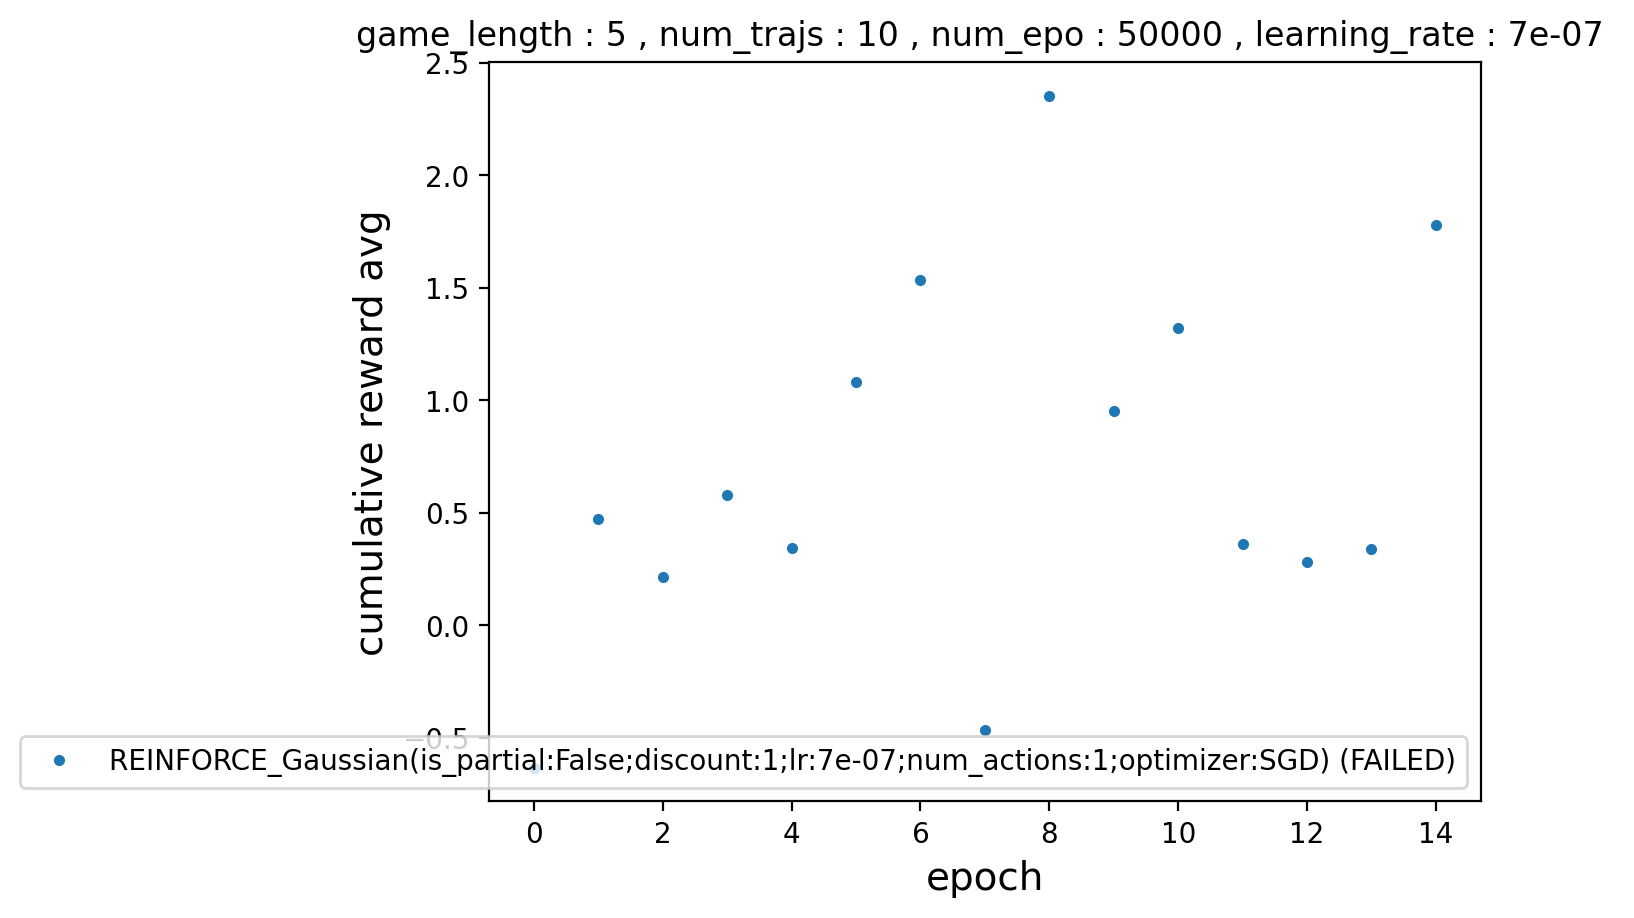 game_length : 5 , num_trajs : 10 , num_epo : 50000 , learning_rate : 7e-07
cumulative reward avg
2.5
2.0
1.5
1.0
0.5
0.0
−0.5
REINFORCE_Gaussian(is_partial:False;discount:1;lr:7e-07;num_actions:1;optimizer:SGD) (FAILED)
0 2 4 6 8 10 12 14
epoch